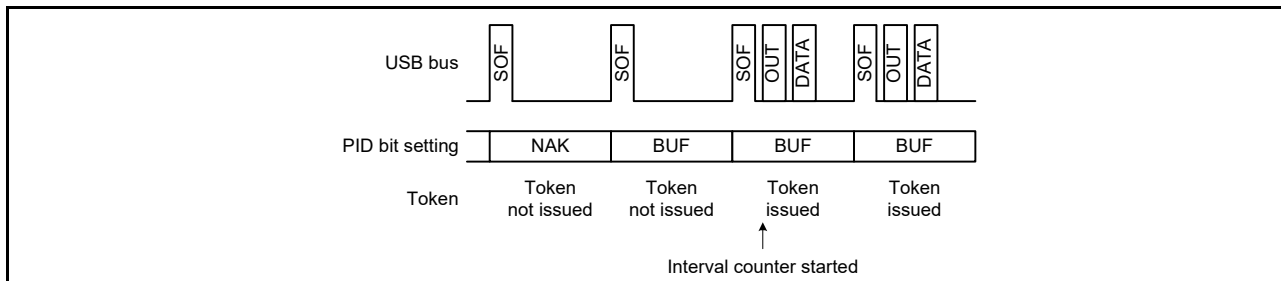 USB bus
SOF
SOF
SOF
OUT
DATA
SOF
OUT
DATA
PID bit setting
NAK
BUF
BUF
BUF
Token
Token
not issued
Token
not issued
Token
issued
Token
issued
Interval counter started